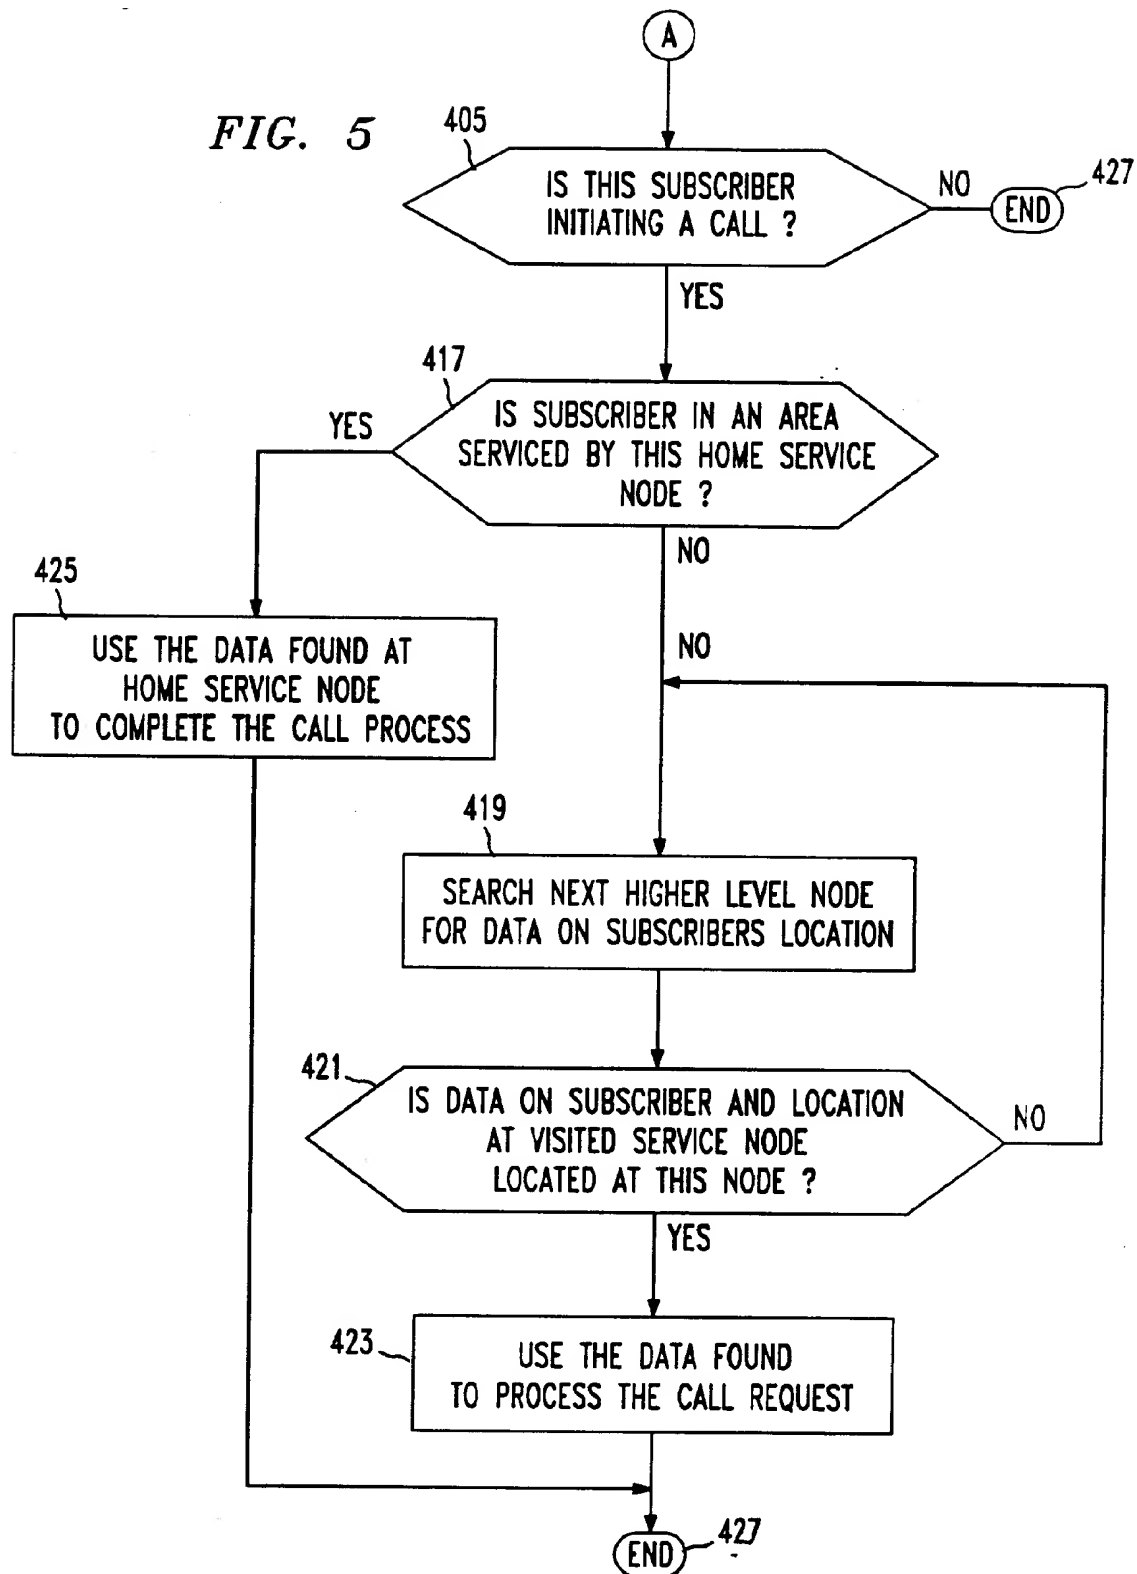 A
FIG. 5
405
IS THIS SUBSCRIBER
INITIATING A CALL ?
NO
END
427
YES
417
IS SUBSCRIBER IN AN AREA
SERVICED BY THIS HOME SERVICE
NODE ?
YES
NO
425
USE THE DATA FOUND AT
HOME SERVICE NODE
TO COMPLETE THE CALL PROCESS
NO
419
SEARCH NEXT HIGHER LEVEL NODE
FOR DATA ON SUBSCRIBERS LOCATION
421
IS DATA ON SUBSCRIBER AND LOCATION
AT VISITED SERVICE NODE
LOCATED AT THIS NODE ?
NO
YES
423
USE THE DATA FOUND
TO PROCESS THE CALL REQUEST
END
427